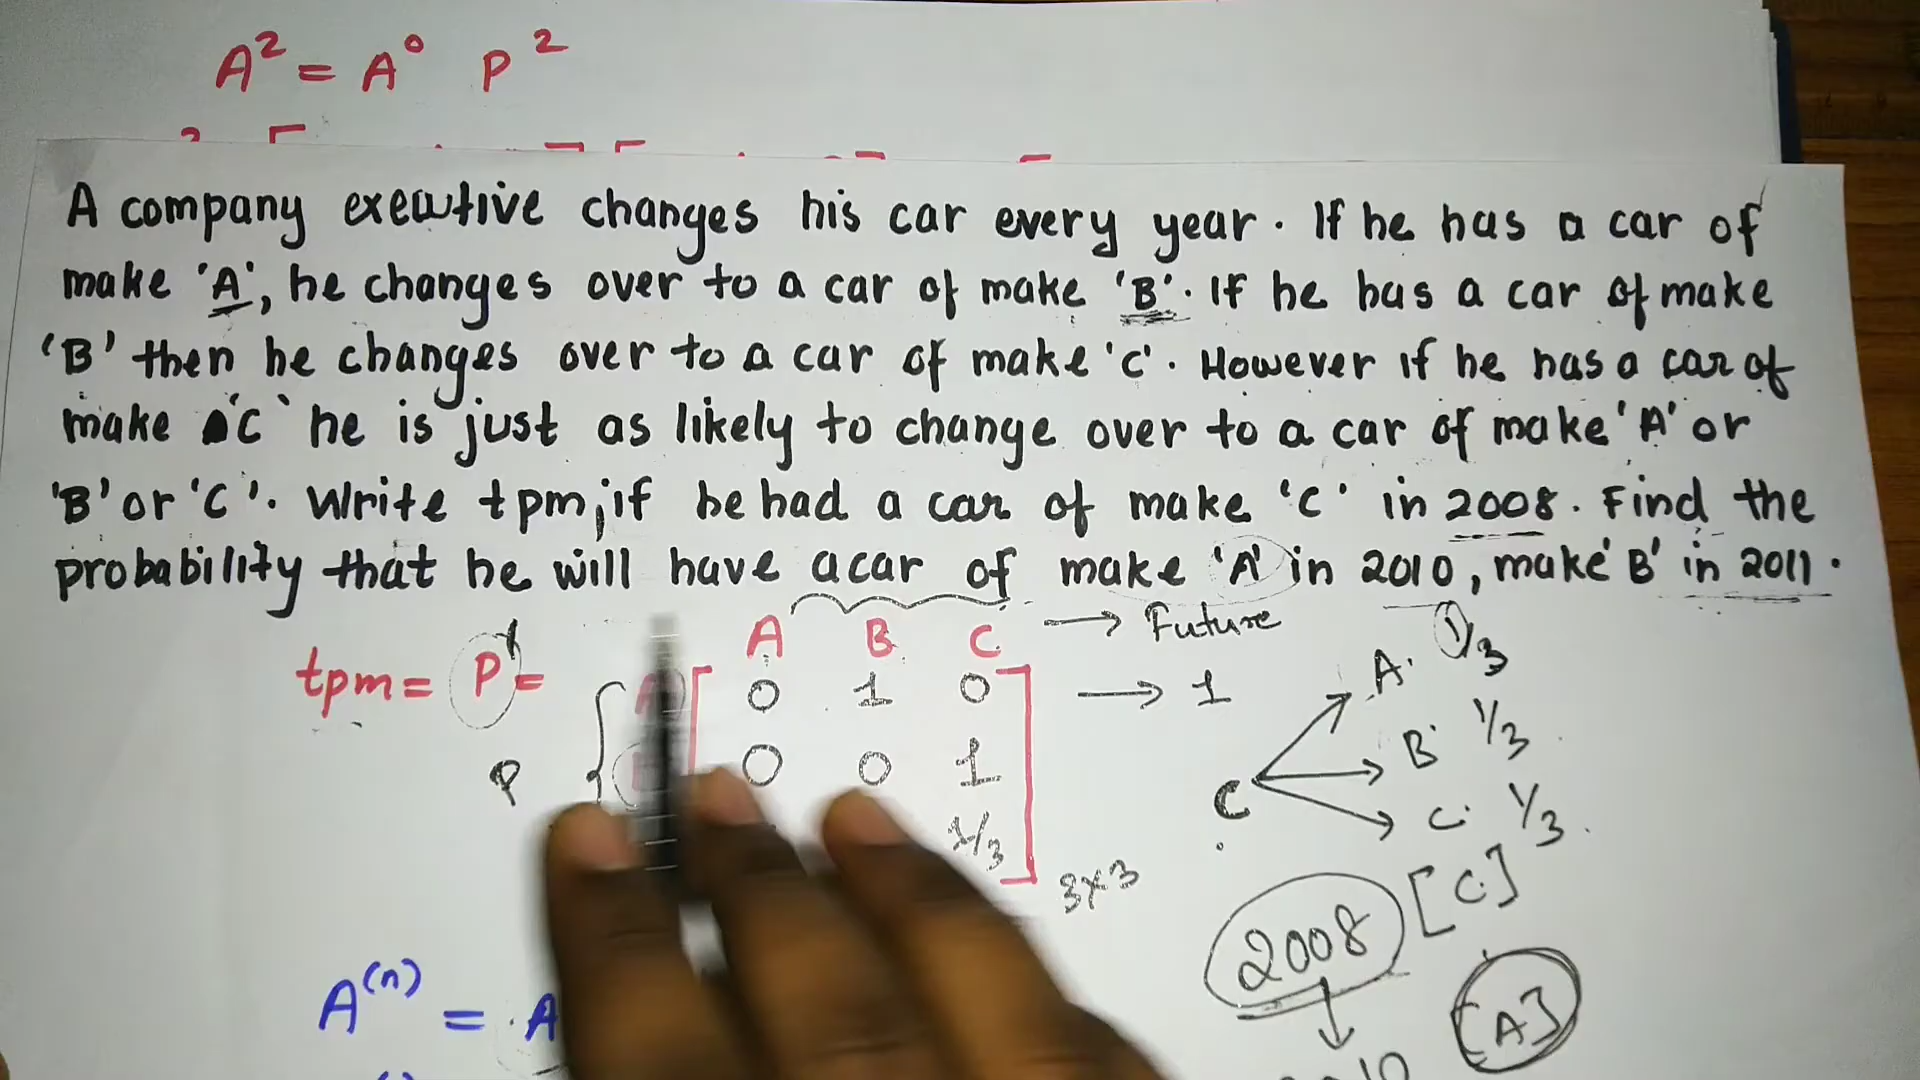 A² = A⁰ P²
A company executive changes his car every year. If he has a car of
make 'A', he changes over to a car of make 'B'. If he has a car of make
'B' then he changes over to a car of make 'C'. However if he has a car of
make 'C' he is just as likely to change over to a car of make 'A' or
'B' or 'C'. Write tpm, if he had a car of make 'C' in 2008. Find the
probability that he will have a car of make 'A' in 2010, make 'B' in 2011.
A B C → Future
tpm = P =
0 1 0 → 1
P
0 0 1
1/3
3x3
C
A. 1/3
B 1/3
C 1/3
2008 [C]
[A]
A⁽ⁿ⁾ = A